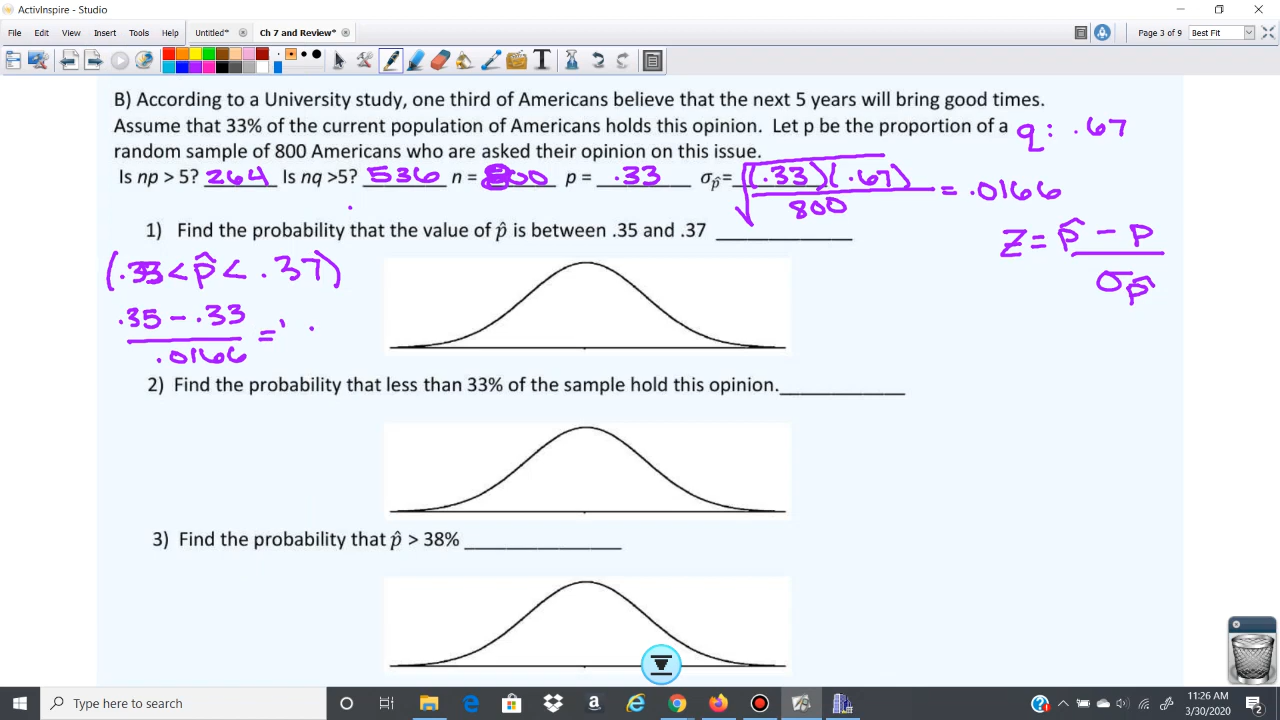 ActivInspire - Studio
File Edit View Insert Tools Help Untitled* Ch 7 and Review* Page 3 of 9 Best Fit
B) According to a University study, one third of Americans believe that the next 5 years will bring good times.
Assume that 33% of the current population of Americans holds this opinion. Let p be the proportion of a
q: .67
random sample of 800 Americans who are asked their opinion on this issue.
Is np > 5? 264 Is nq >5? 536 n = 800 p = .33 σp̂= √(.33)(.67)/800 = .0166
1) Find the probability that the value of p̂ is between .35 and .37 ____________
z = p̂ - p / σp̂
(.35 < p̂ < .37)
.35 - .33 / .0166 =
2) Find the probability that less than 33% of the sample hold this opinion.____________
3) Find the probability that p̂ > 38% _______________
Type here to search
11:26 AM
3/30/2020
2